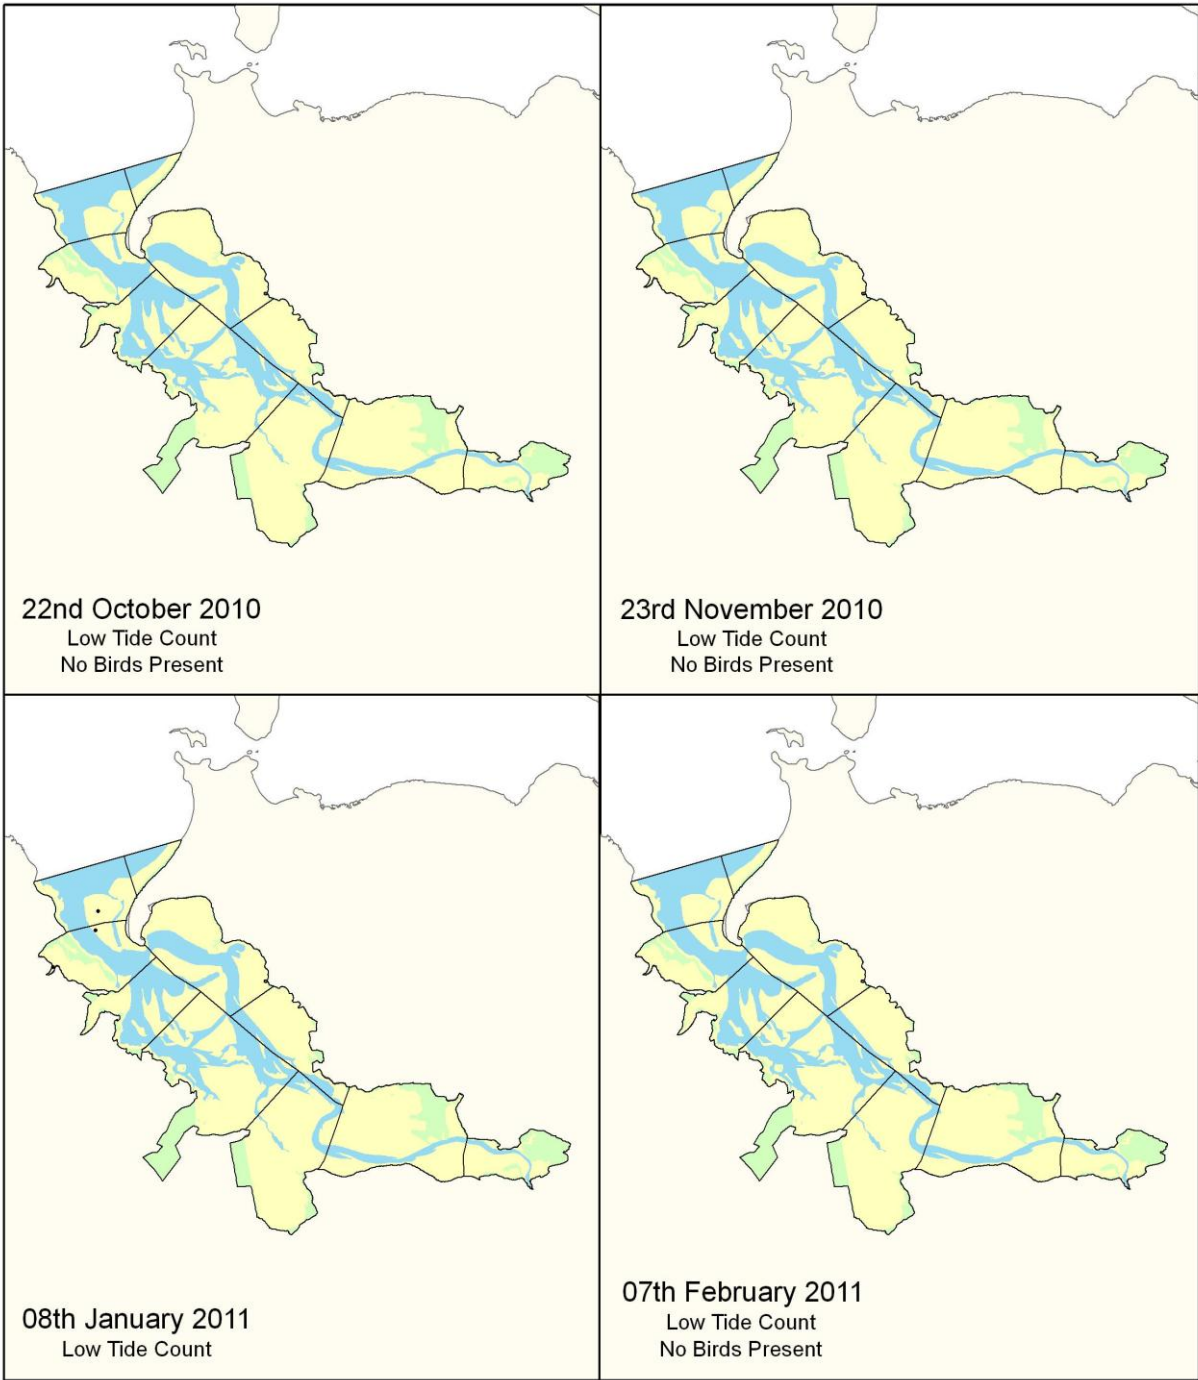 22nd October 2010
Low Tide Count
No Birds Present
23rd November 2010
Low Tide Count
No Birds Present
08th January 2011
Low Tide Count
07th February 2011
Low Tide Count
No Birds Present